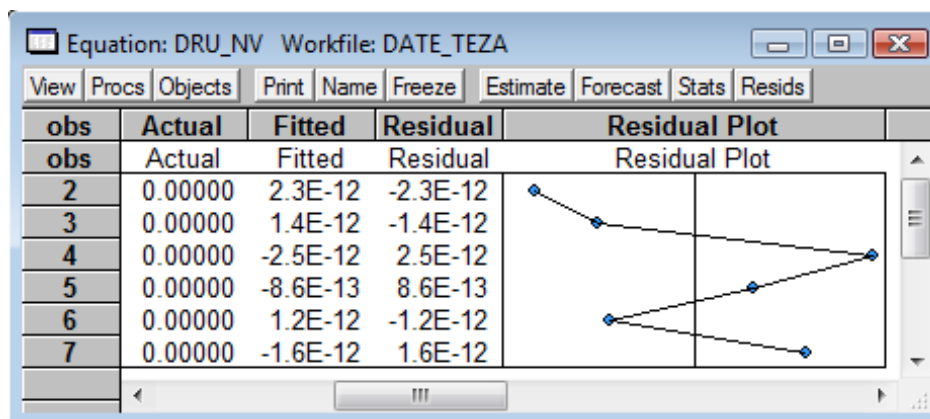 Equation: DRU_NV Workfile: DATE_TEZA
View Procs Objects Print Name Freeze Estimate Forecast Stats Resids
obs Actual Fitted Residual Residual Plot
obs Actual Fitted Residual Residual Plot
2 0.00000 2.3E-12 -2.3E-12
3 0.00000 1.4E-12 -1.4E-12
4 0.00000 -2.5E-12 2.5E-12
5 0.00000 -8.6E-13 8.6E-13
6 0.00000 1.2E-12 -1.2E-12
7 0.00000 -1.6E-12 1.6E-12